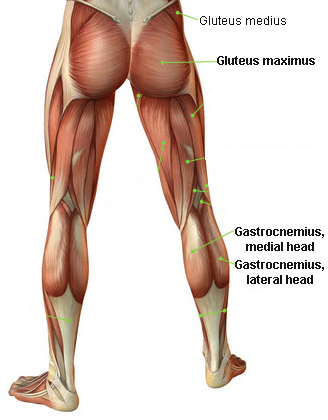 Gluteus medius
Gluteus maximus
Gastrocnemius,
medial head
Gastrocnemius,
lateral head